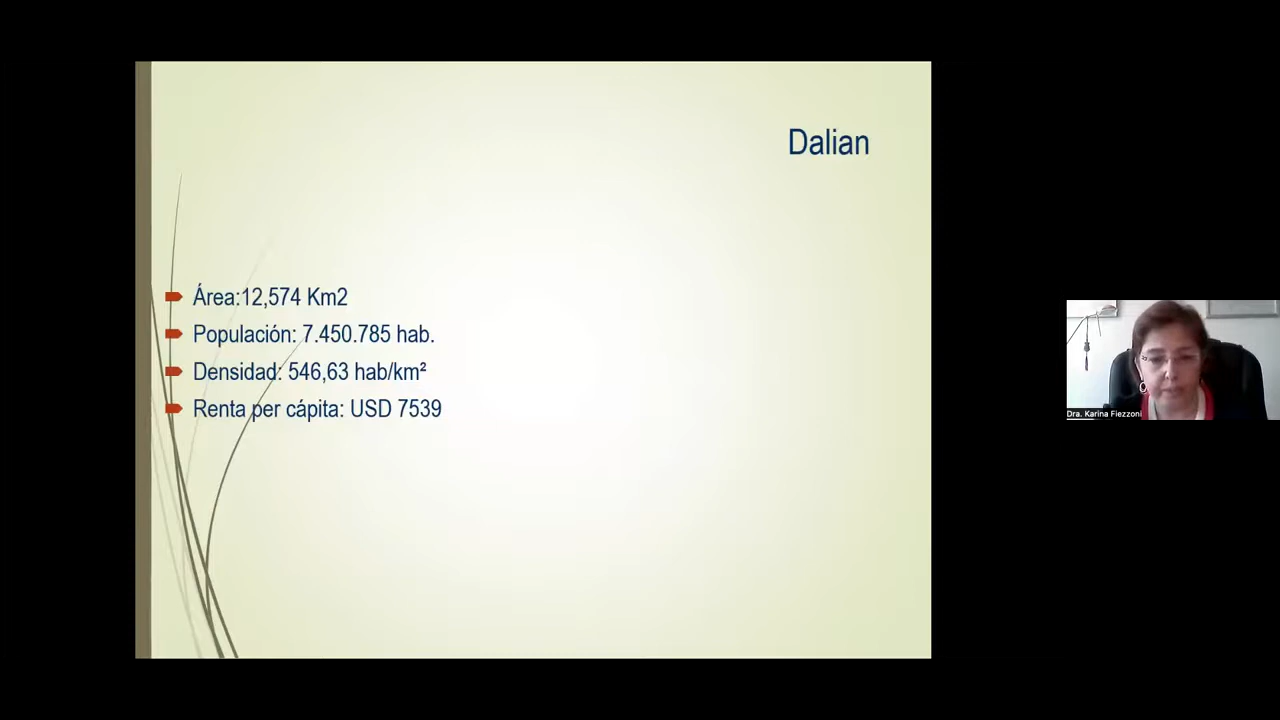 Dalian
Área:12,574 Km2
Populación: 7.450.785 hab.
Densidad: 546,63 hab/km²
Renta per cápita: USD 7539
Dra. Karina Fiezzoni